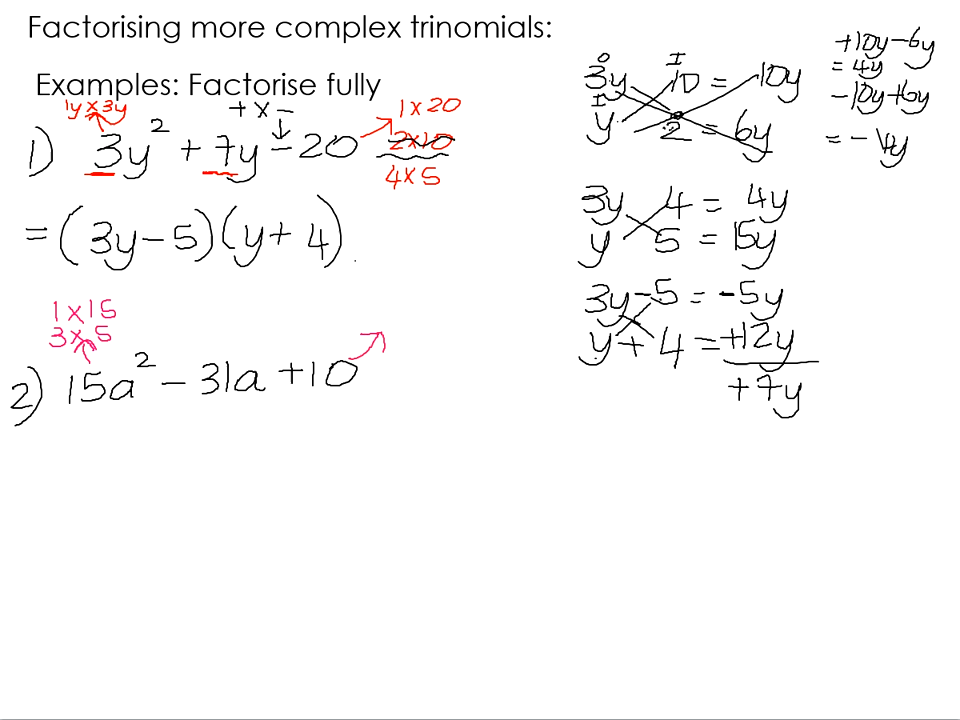 Factorising more complex trinomials:
Examples: Factorise fully
1y × 3y
+ × -
1 × 20
2×10
4 × 5
1) 3y² + 7y - 20
= (3y - 5)(y + 4).
1 × 15
3 × 5
2) 15a² - 31a + 10
O I
3y 10 = 10y
I
y 2 = 6y
+10y - 6y
= 4y
- 10y + 6y
= - 4y
3y 4 = 4y
y 5 = 15y
3y - 5 = -5y
y + 4 = +12y
+ 7y